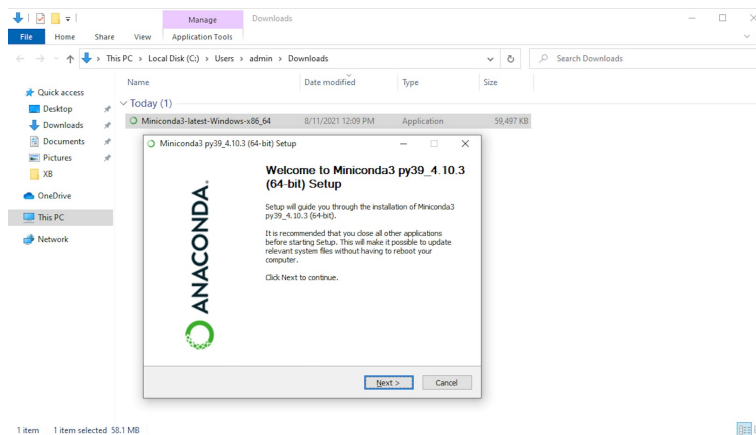 Manage
Downloads
File
Home
Share
View
Application Tools
This PC
Local Disk (C:)
Users
admin
Downloads
Search Downloads
Name
Date modified
Type
Size
Quick access
Desktop
Downloads
Documents
Pictures
XB
OneDrive
This PC
Network
Today (1)
Miniconda3-latest-Windows-x86_64
8/11/2021 12:09 PM
Application
59,497 KB
Miniconda3 py39_4.10.3 (64-bit) Setup
ANACONDA.
Welcome to Miniconda3 py39_4.10.3
(64-bit) Setup
Setup will guide you through the installation of Miniconda3
py39_4.10.3 (64-bit).
It is recommended that you close all other applications
before starting Setup. This will make it possible to update
relevant system files without having to reboot your
computer.
Click Next to continue.
Next >
Cancel
1 item
1 item selected 58.1 MB